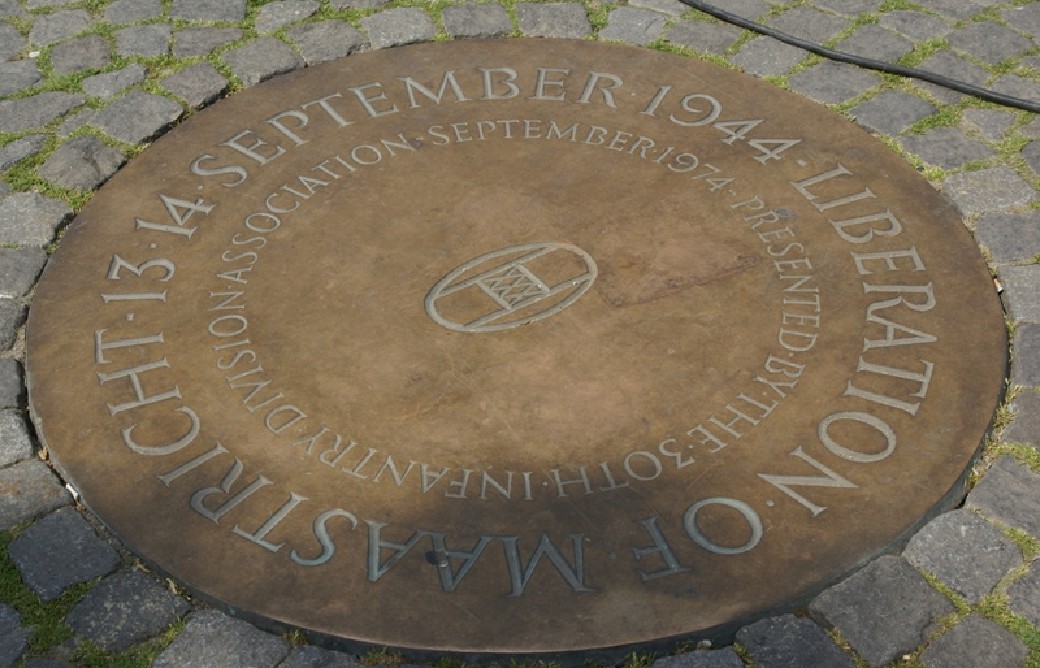 LIBERATION · OF · MAASTRICHT · 13 · 14 · SEPTEMBER · 1944 ·
PRESENTED · BY · THE · 30TH · INFANTRY · DIVISION · ASSOCIATION · SEPTEMBER 1974 ·